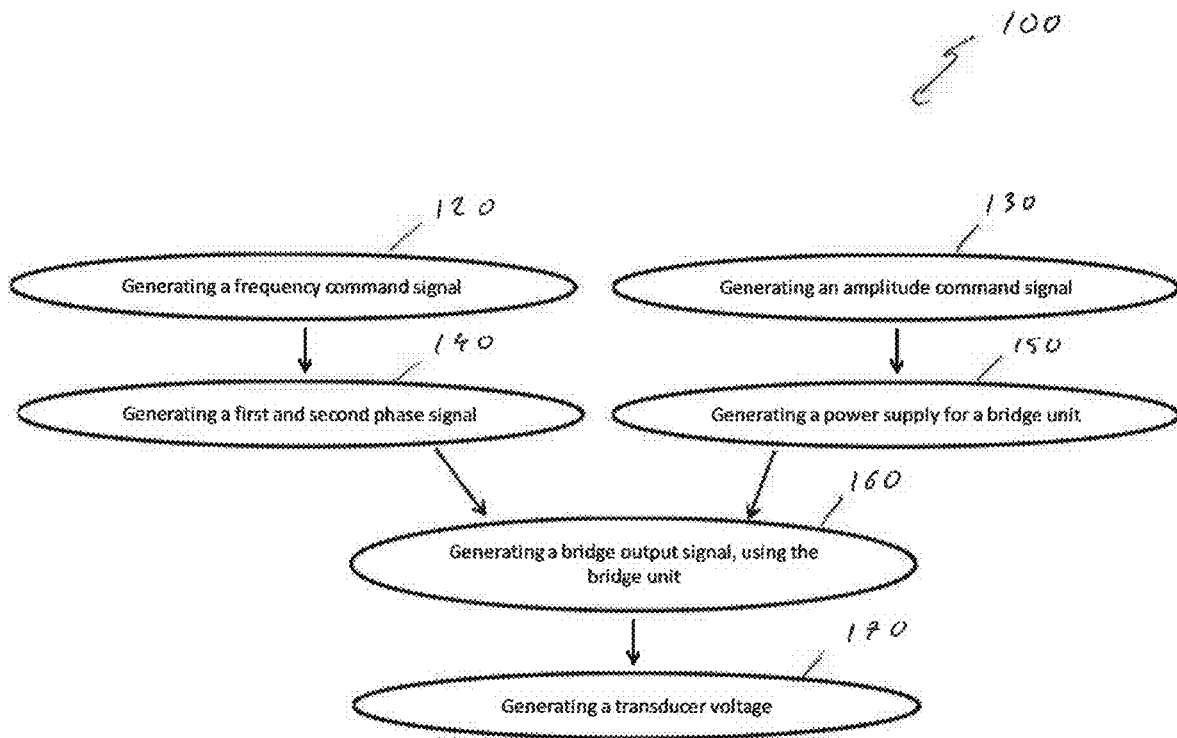 100
120
130
Generating a frequency command signal
Generating an amplitude command signal
140
150
Generating a first and second phase signal
Generating a power supply for a bridge unit
160
Generating a bridge output signal, using the
bridge unit
170
Generating a transducer voltage